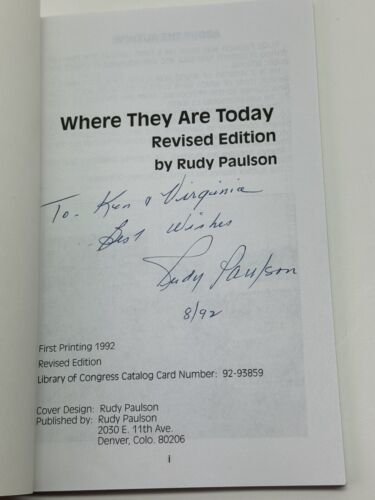 Where They Are Today
Revised Edition
by Rudy Paulson
To- Ken & Virginia
Best Wishes
Rudy Paulson
8/92
First Printing 1992
Revised Edition
Library of Congress Catalog Card Number: 92-93859
Cover Design: Rudy Paulson
Published by: Rudy Paulson
2030 E. 11th Ave.
Denver, Colo. 80206
i